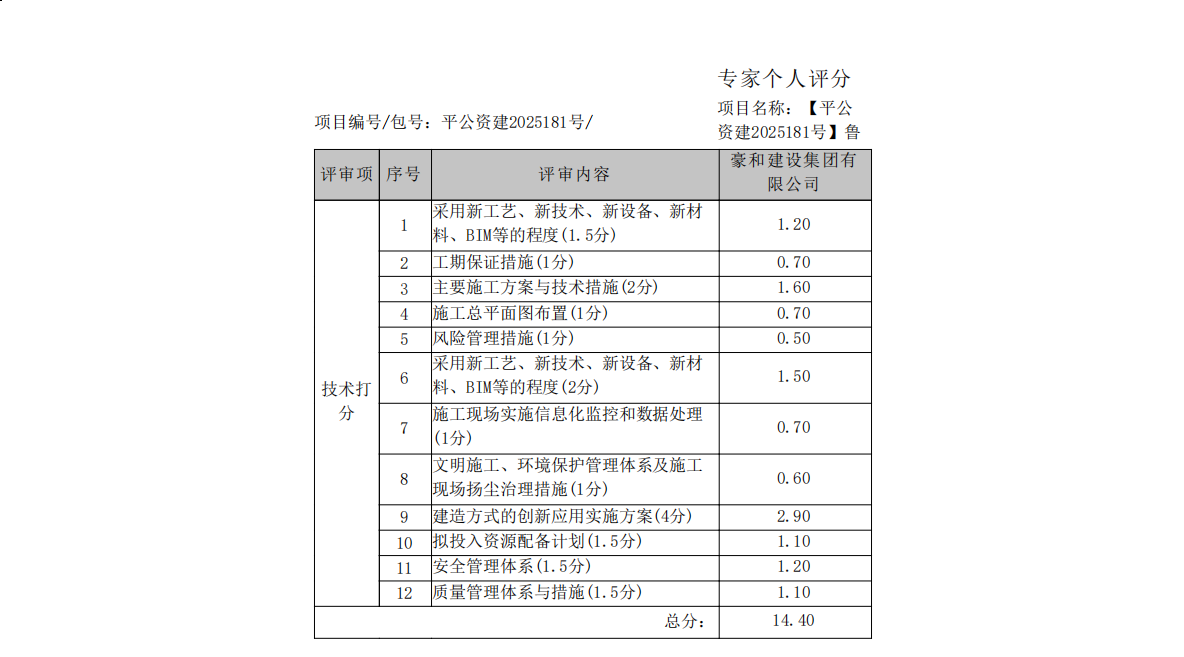 专家个人评分
项目编号/包号：平公资建2025181号/
项目名称：【平公
资建2025181号】鲁
评审项 序号 评审内容 豪和建设集团有
限公司
技术打
分
1 采用新工艺、新技术、新设备、新材
料、BIM等的程度(1.5分) 1.20
2 工期保证措施(1分) 0.70
3 主要施工方案与技术措施(2分) 1.60
4 施工总平面图布置(1分) 0.70
5 风险管理措施(1分) 0.50
6 采用新工艺、新技术、新设备、新材
料、BIM等的程度(2分) 1.50
7 施工现场实施信息化监控和数据处理
(1分) 0.70
8 文明施工、环境保护管理体系及施工
现场扬尘治理措施(1分) 0.60
9 建造方式的创新应用实施方案(4分) 2.90
10 拟投入资源配备计划(1.5分) 1.10
11 安全管理体系(1.5分) 1.20
12 质量管理体系与措施(1.5分) 1.10
总分： 14.40